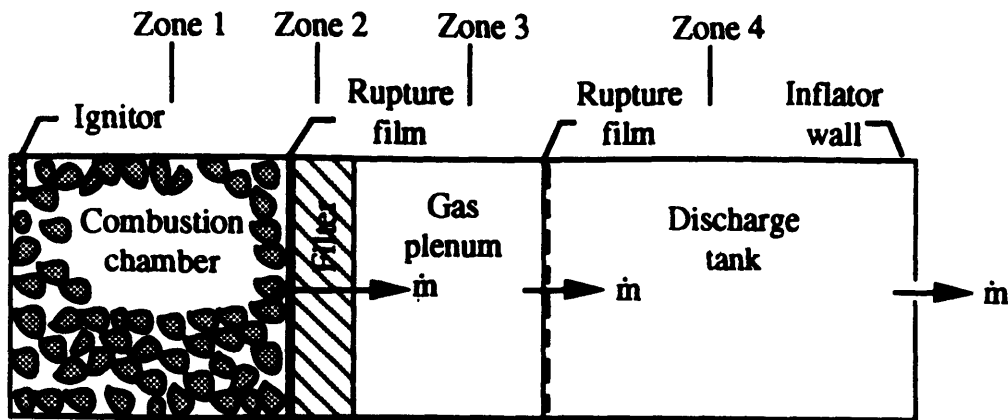 Zone 1
Zone 2
Zone 3
Zone 4
Ignitor
Rupture
film
Rupture
film
Inflator
wall
Combustion
chamber
Filter
Gas
plenum
Discharge
tank
ṁ
ṁ
ṁ